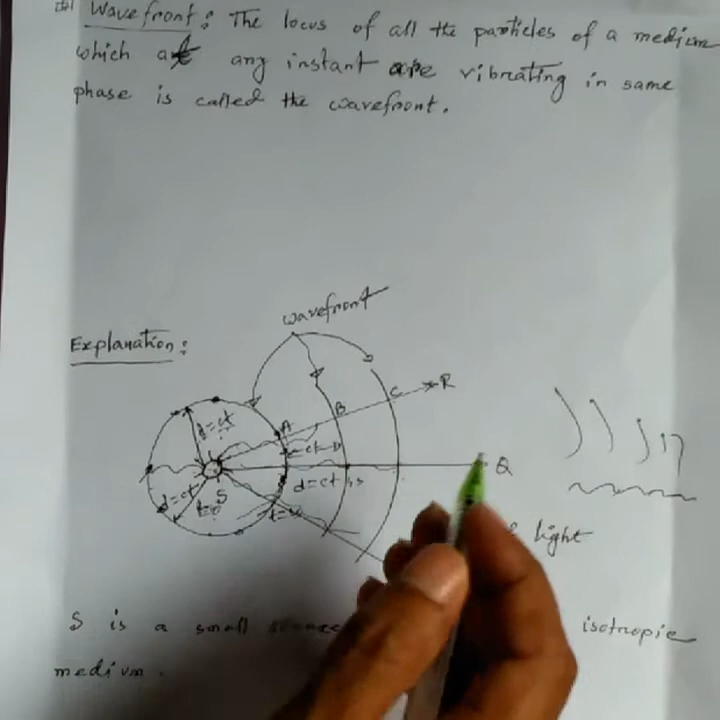 Wavefront: The locus of all the particles of a medium
which at any instant are vibrating in same
phase is called the wavefront.
wavefront
Explanation:
R
C
B
A
d=ct
ct
S
Q
d=ct
d=ct
light
S is a small isotropic
medium.